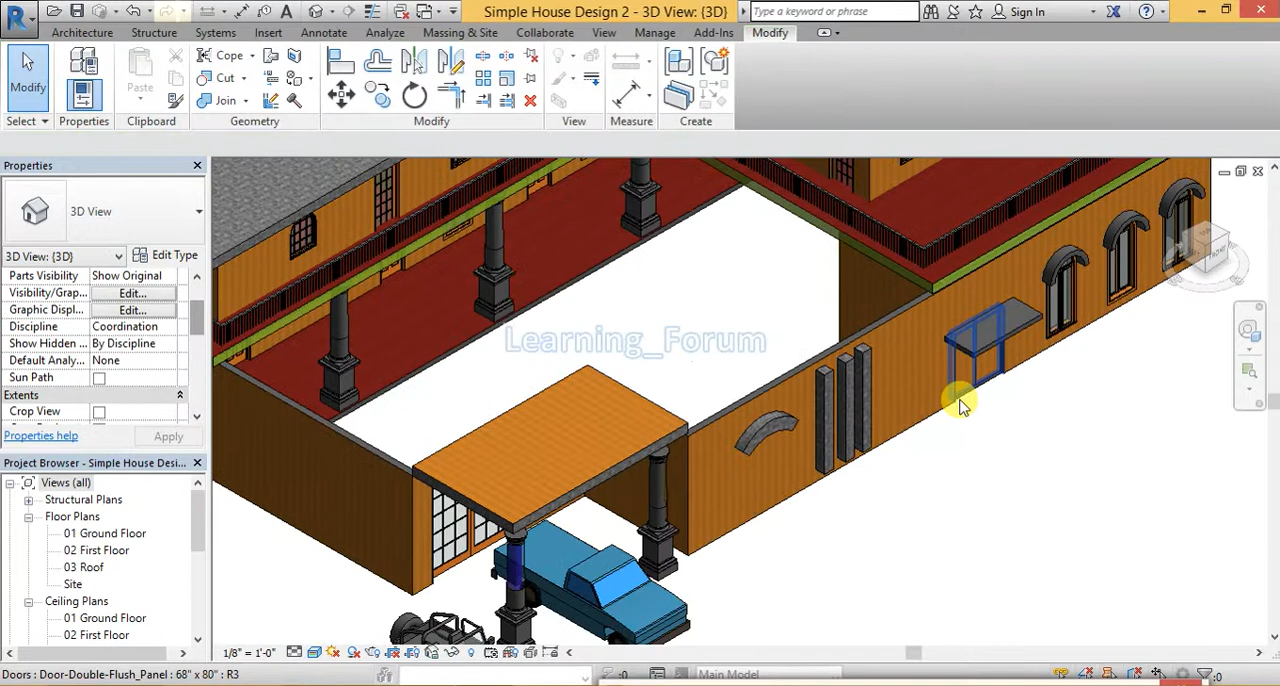 Simple House Design 2 - 3D View: {3D}
Type a keyword or phrase
Sign In
Architecture Structure Systems Insert Annotate Analyze Massing & Site Collaborate View Manage Add-Ins Modify
Modify
Paste
Cope
Cut
Join
Select Properties Clipboard Geometry Modify View Measure Create
Properties
3D View
3D View: {3D} Edit Type
Parts Visibility Show Original
Visibility/Grap... Edit...
Graphic Displ... Edit...
Discipline Coordination
Show Hidden ... By Discipline
Default Analy... None
Sun Path
Extents
Crop View
Properties help Apply
Project Browser - Simple House Desi...
Views (all)
Structural Plans
Floor Plans
01 Ground Floor
02 First Floor
03 Roof
Site
Ceiling Plans
01 Ground Floor
02 First Floor
Learning_Forum
1/8" = 1'-0"
Doors : Door-Double-Flush_Panel : 68" x 80" : R3
:0 Main Model :0